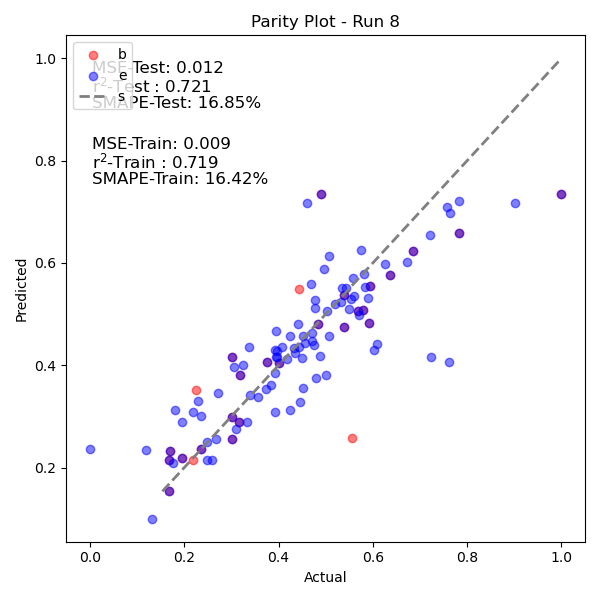 Parity Plot - Run 8
b
e
s
MSE-Test: 0.012
r²-Test : 0.721
SMAPE-Test: 16.85%
MSE-Train: 0.009
r²-Train : 0.719
SMAPE-Train: 16.42%
Predicted
1.0
0.8
0.6
0.4
0.2
0.0 0.2 0.4 0.6 0.8 1.0
Actual